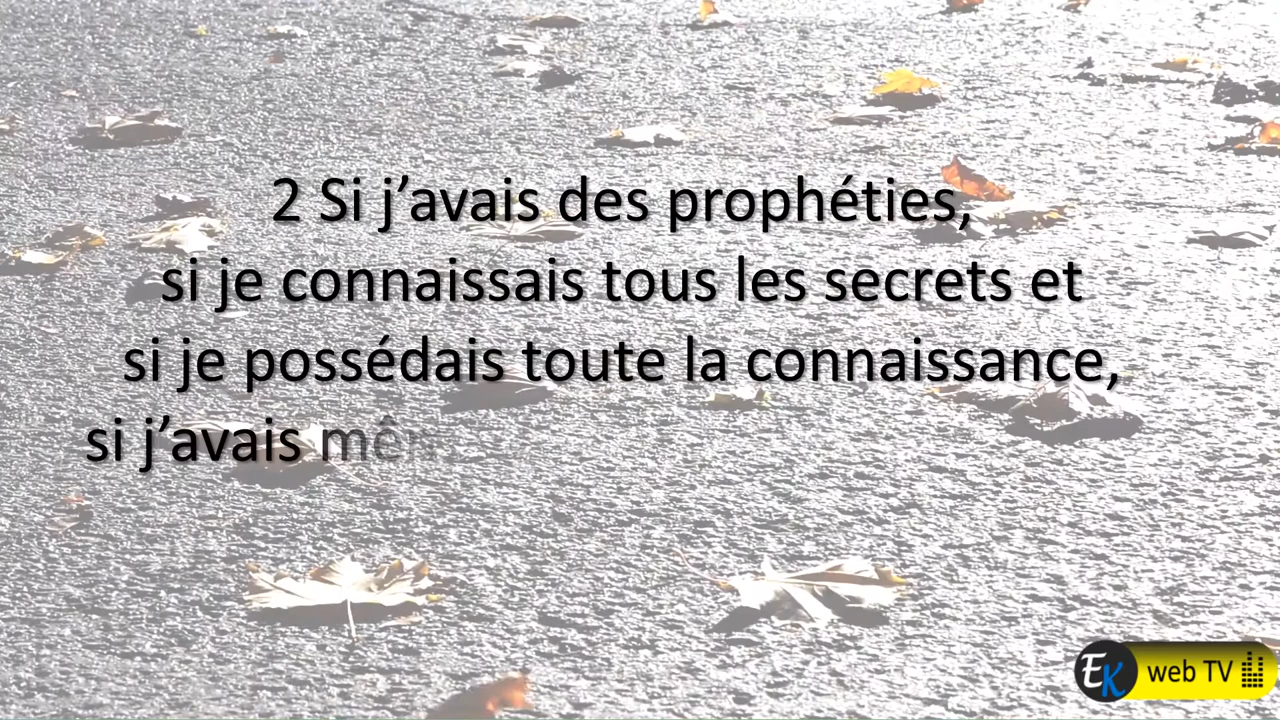 2 Si j’avais des prophéties,
si je connaissais tous les secrets et
si je possédais toute la connaissance,
si j’avais
EK web TV